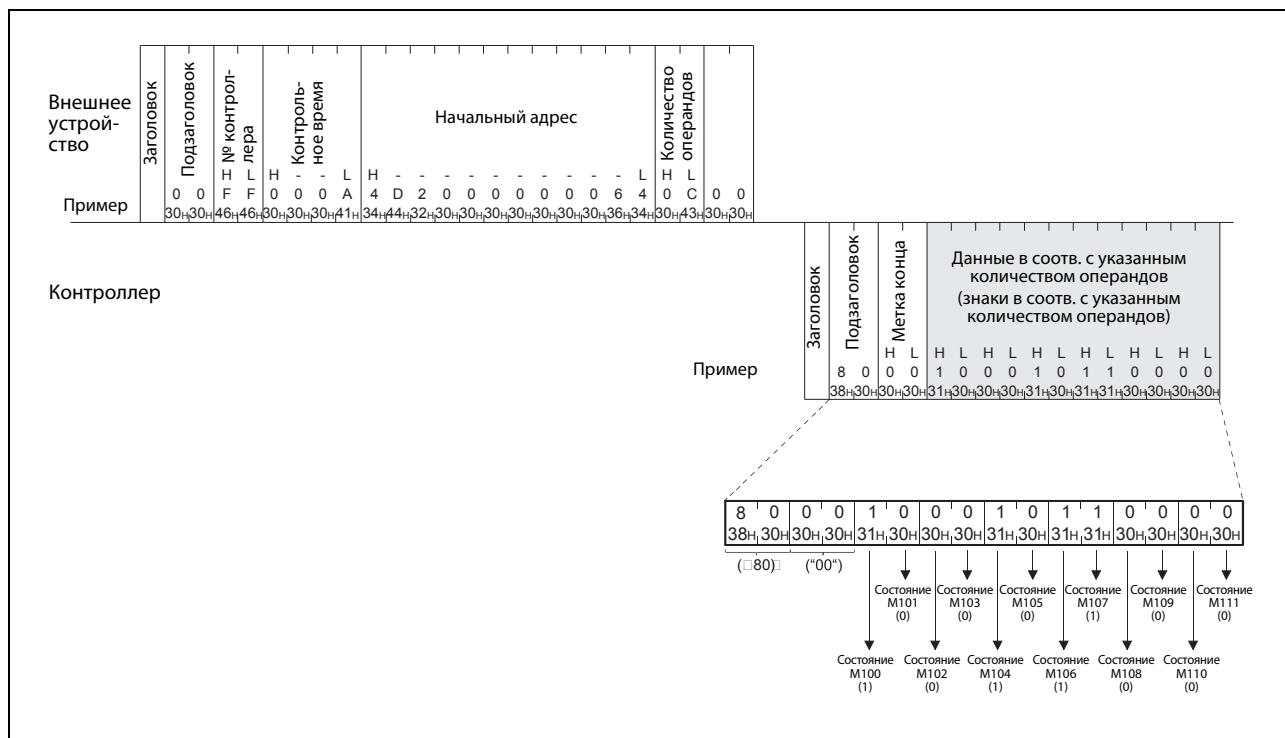 Внешнее
устрой-
ство
Заголовок
Подзаголовок
№ контрол-
лера
Контроль-
ное время
Начальный адрес
Количество
операндов
H L H - - L H - - - - - - - - - - L H L
Пример
0 0 F F 0 0 0 A 4 D 2 0 0 0 0 0 0 0 6 4 0 C 0 0
30H 30H 46H 46H 30H 30H 30H 41H 34H 44H 32H 30H 30H 30H 30H 30H 30H 30H 36H 34H 30H 43H 30H 30H
Контроллер
Заголовок
Подзаголовок
Метка конца
Данные в соотв. с указанным
количеством операндов
(знаки в соотв. с указанным
количеством операндов)
H L H L H L H L H L H L H L
Пример
8 0 0 0 1 0 0 0 1 0 1 1 0 0 0 0
38H 30H 30H 30H 31H 30H 30H 30H 31H 30H 31H 31H 30H 30H 30H 30H
8 0 0 0 1 0 0 0 1 0 1 1 0 0 0 0
38H 30H 30H 30H 31H 30H 30H 30H 31H 30H 31H 31H 30H 30H 30H 30H
(□80)□ ("00")
Состояние Состояние Состояние Состояние Состояние Состояние
M101 M103 M105 M107 M109 M111
(0) (0) (0) (1) (0) (0)
Состояние Состояние Состояние Состояние Состояние Состояние
M100 M102 M104 M106 M108 M110
(1) (0) (1) (1) (0) (0)